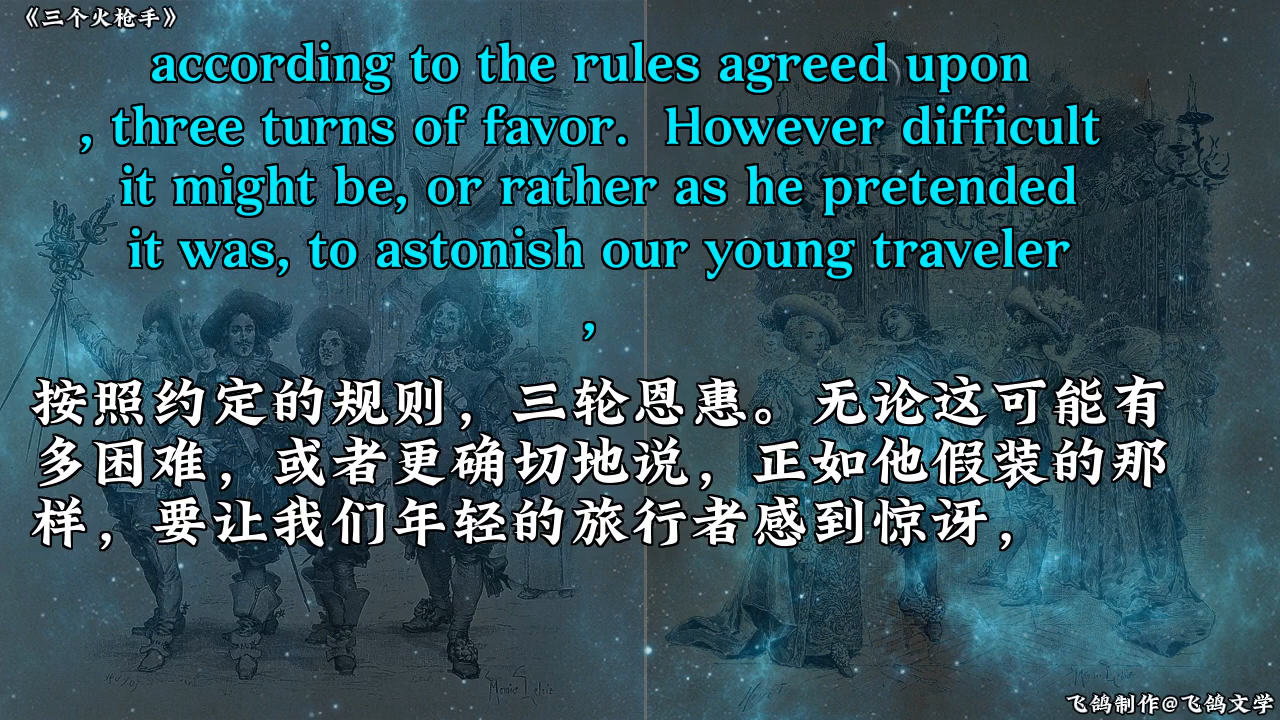 《三个火枪手》
according to the rules agreed upon
, three turns of favor.  However difficult
it might be, or rather as he pretended
it was, to astonish our young traveler
,
按照约定的规则，三轮恩惠。无论这可能有
多困难，或者更确切地说，正如他假装的那
样，要让我们年轻的旅行者感到惊讶，
飞鸽制作@飞鸽文学